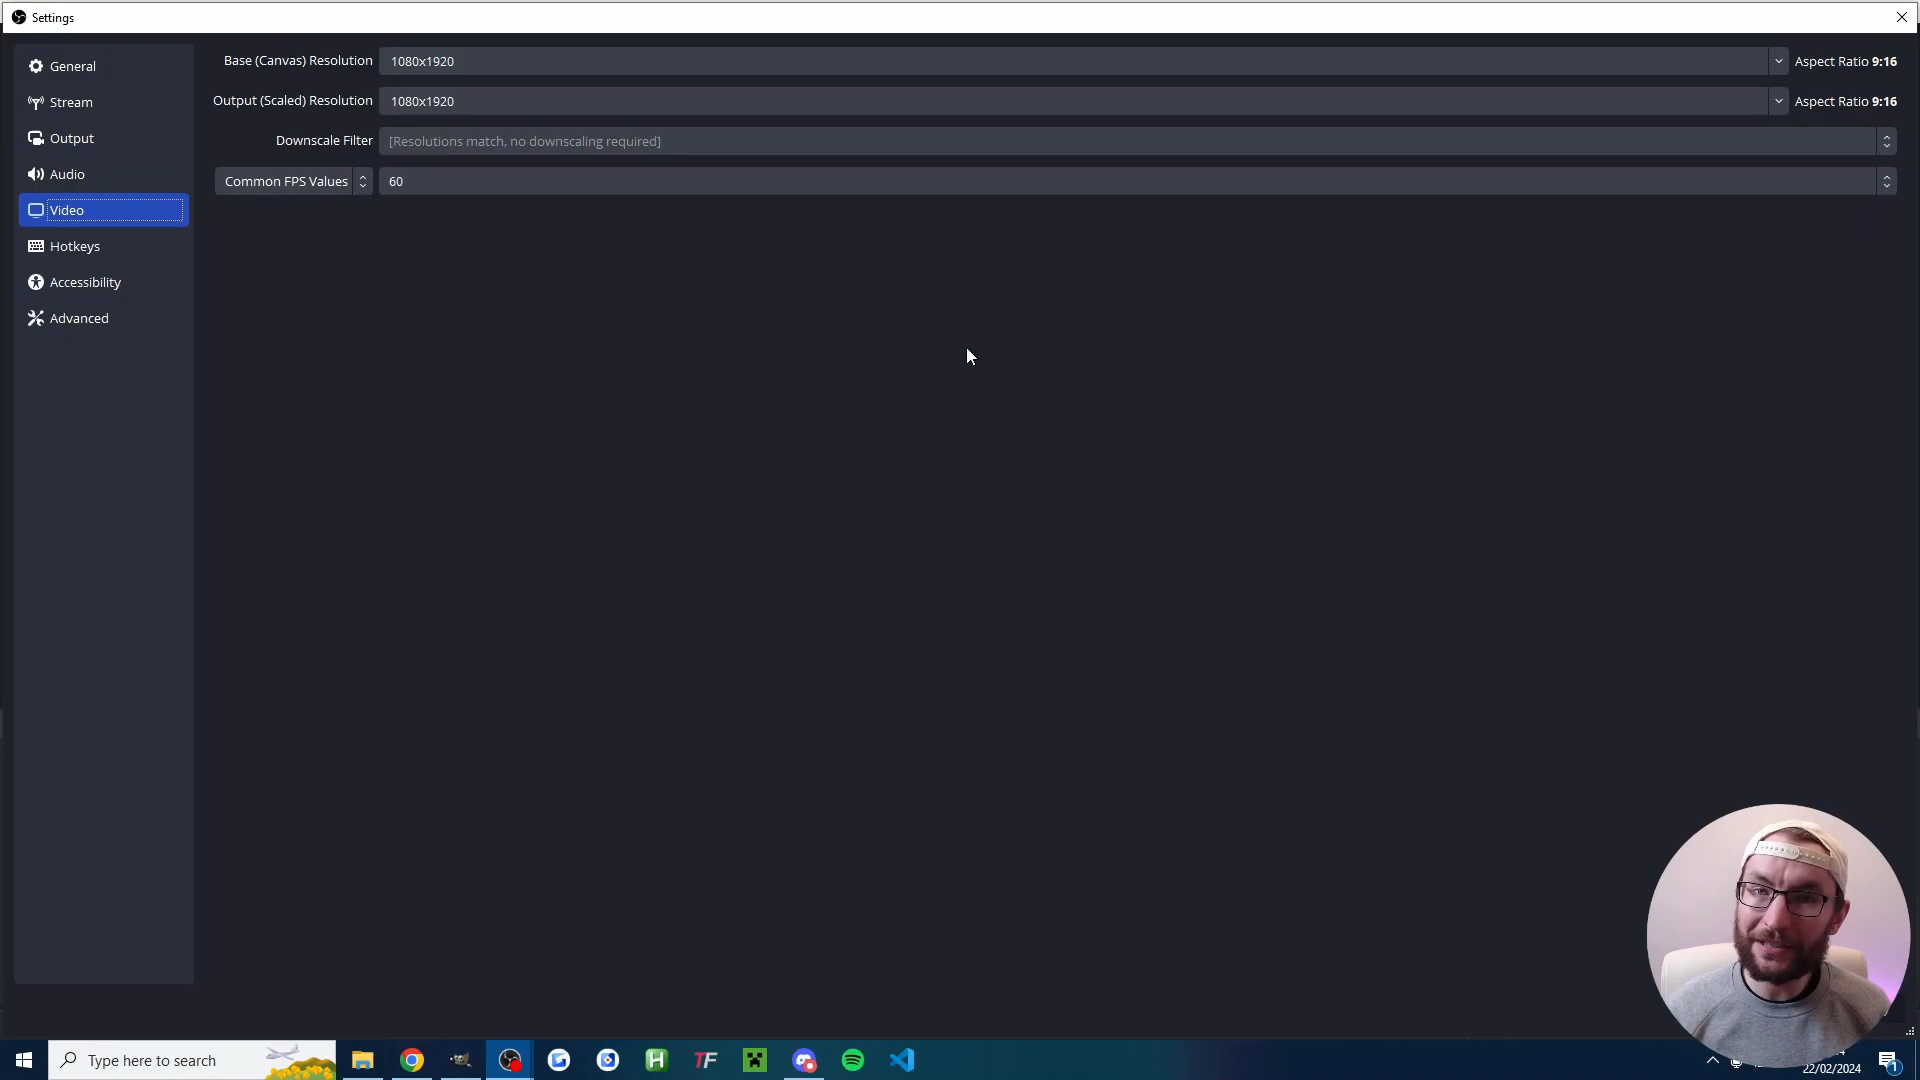 Settings
General
Stream
Output
Audio
Video
Hotkeys
Accessibility
Advanced
Base (Canvas) Resolution 1080x1920 Aspect Ratio 9:16
Output (Scaled) Resolution 1080x1920 Aspect Ratio 9:16
Downscale Filter [Resolutions match, no downscaling required]
Common FPS Values 60
Type here to search
H TF
22/02/2024
1